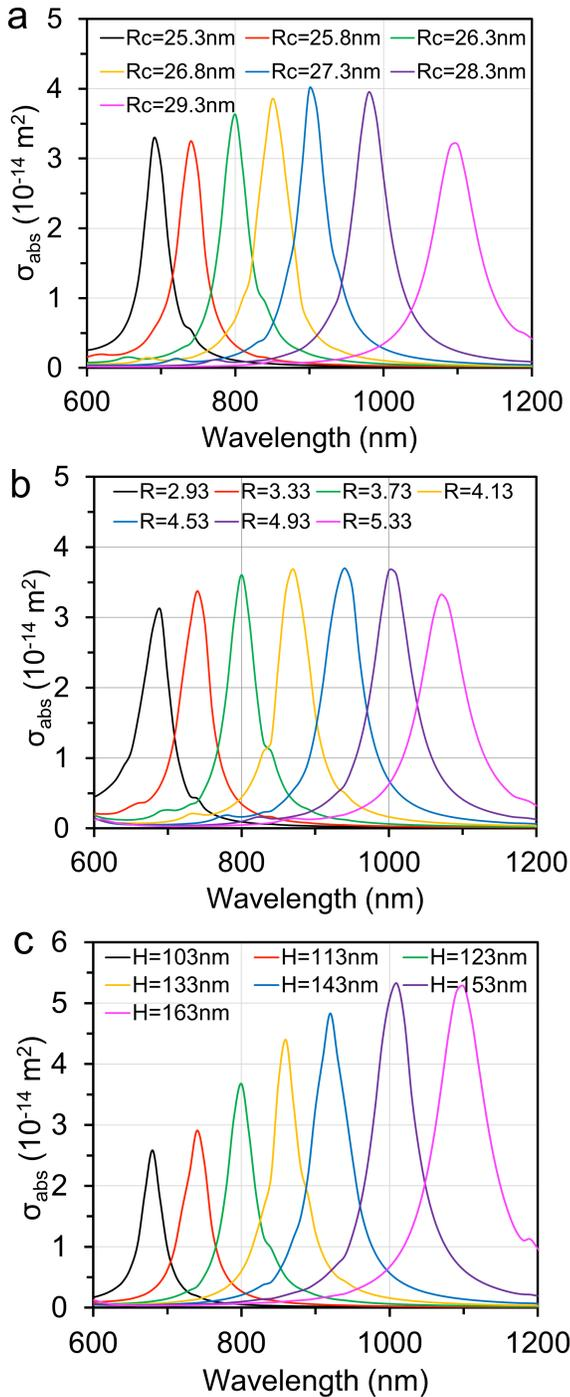 a
5
Rc=25.3nm Rc=25.8nm Rc=26.3nm
Rc=26.8nm Rc=27.3nm Rc=28.3nm
Rc=29.3nm
4
3
2
1
0
σabs (10-14 m2)
600 800 1000 1200
Wavelength (nm)
b
5
R=2.93 R=3.33 R=3.73 R=4.13
R=4.53 R=4.93 R=5.33
4
3
2
1
0
σabs (10-14 m2)
600 800 1000 1200
Wavelength (nm)
c
6
H=103nm H=113nm H=123nm
H=133nm H=143nm H=153nm
H=163nm
5
4
3
2
1
0
σabs (10-14 m2)
600 800 1000 1200
Wavelength (nm)